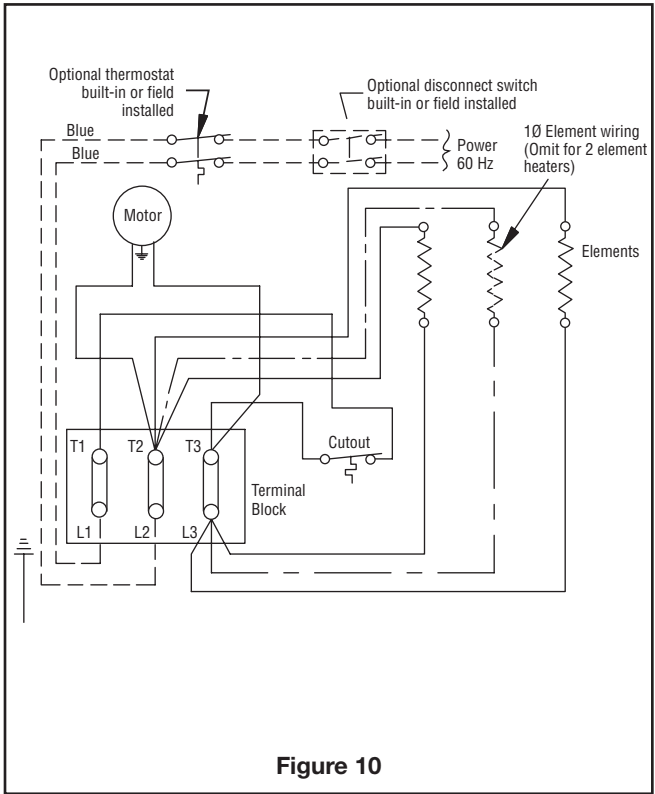 Optional thermostat
built-in or field
installed
Optional disconnect switch
built-in or field installed
Blue
Blue
Power
60 Hz
1Ø Element wiring
(Omit for 2 element
heaters)
Motor
Elements
T1 T2 T3
Cutout
Terminal
Block
L1 L2 L3
Figure 10